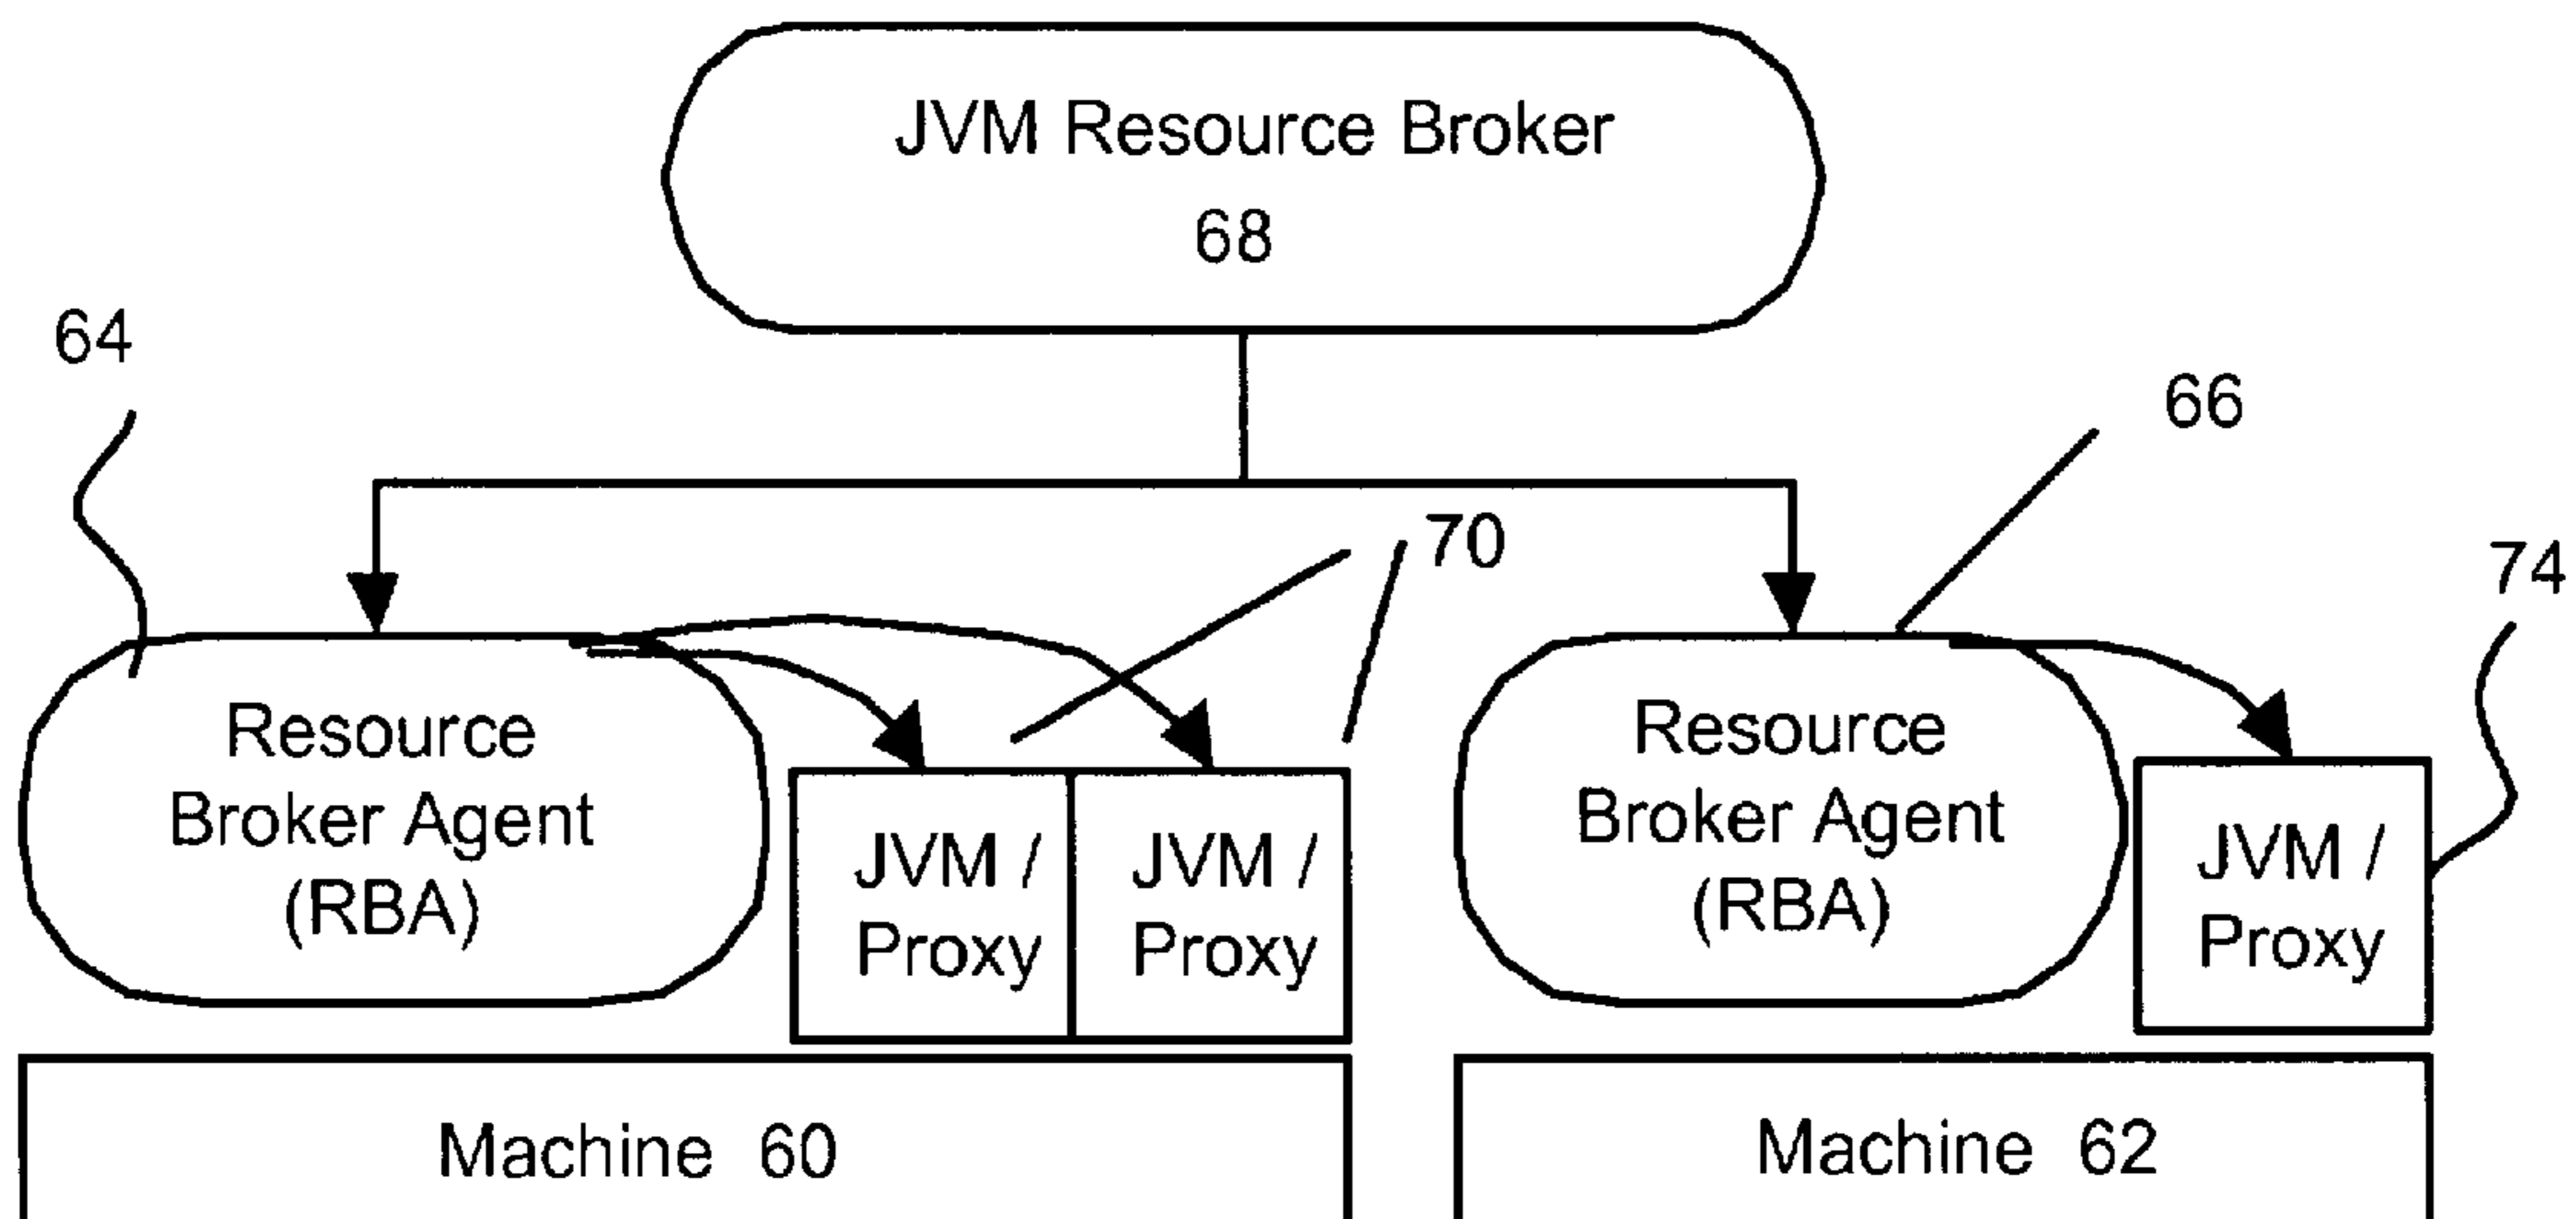 JVM Resource Broker
68
64
66
70
74
Resource
Broker Agent
(RBA)
JVM /
Proxy
JVM /
Proxy
Resource
Broker Agent
(RBA)
JVM /
Proxy
Machine 60
Machine 62